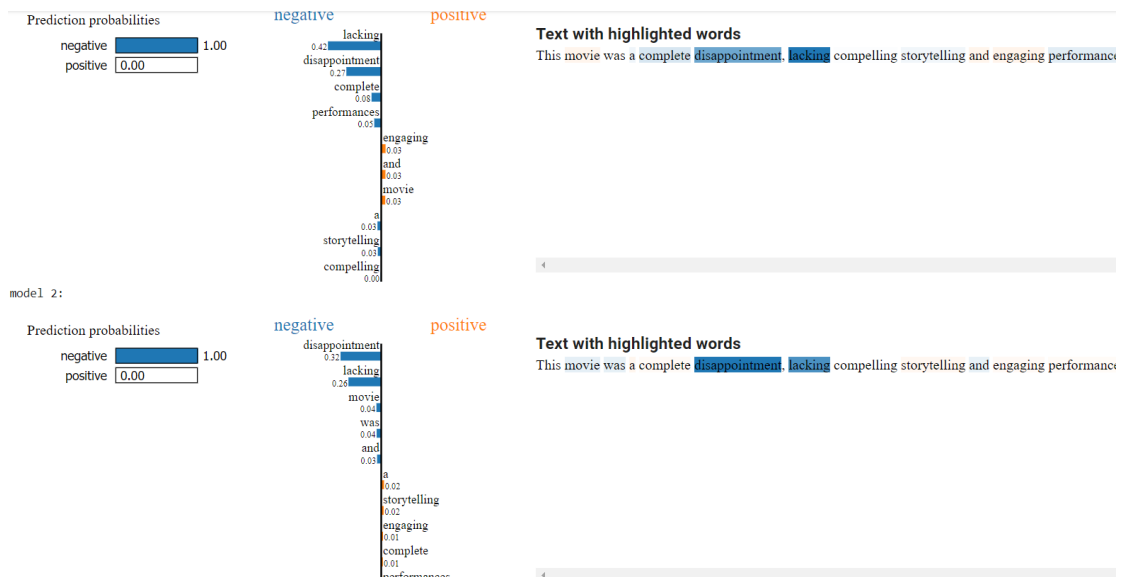 Prediction probabilities
negative 1.00
positive 0.00
negative positive
lacking
0.42
disappointment
0.27
complete
0.08
performances
0.05
engaging
0.03
and
0.03
movie
0.03
a
0.03
storytelling
0.03
compelling
0.00
Text with highlighted words
This movie was a complete disappointment, lacking compelling storytelling and engaging performance
model 2:
Prediction probabilities
negative 1.00
positive 0.00
negative positive
disappointment
0.32
lacking
0.26
movie
0.04
was
0.04
and
0.03
a
0.02
storytelling
0.02
engaging
0.01
complete
0.01
performances
Text with highlighted words
This movie was a complete disappointment, lacking compelling storytelling and engaging performance